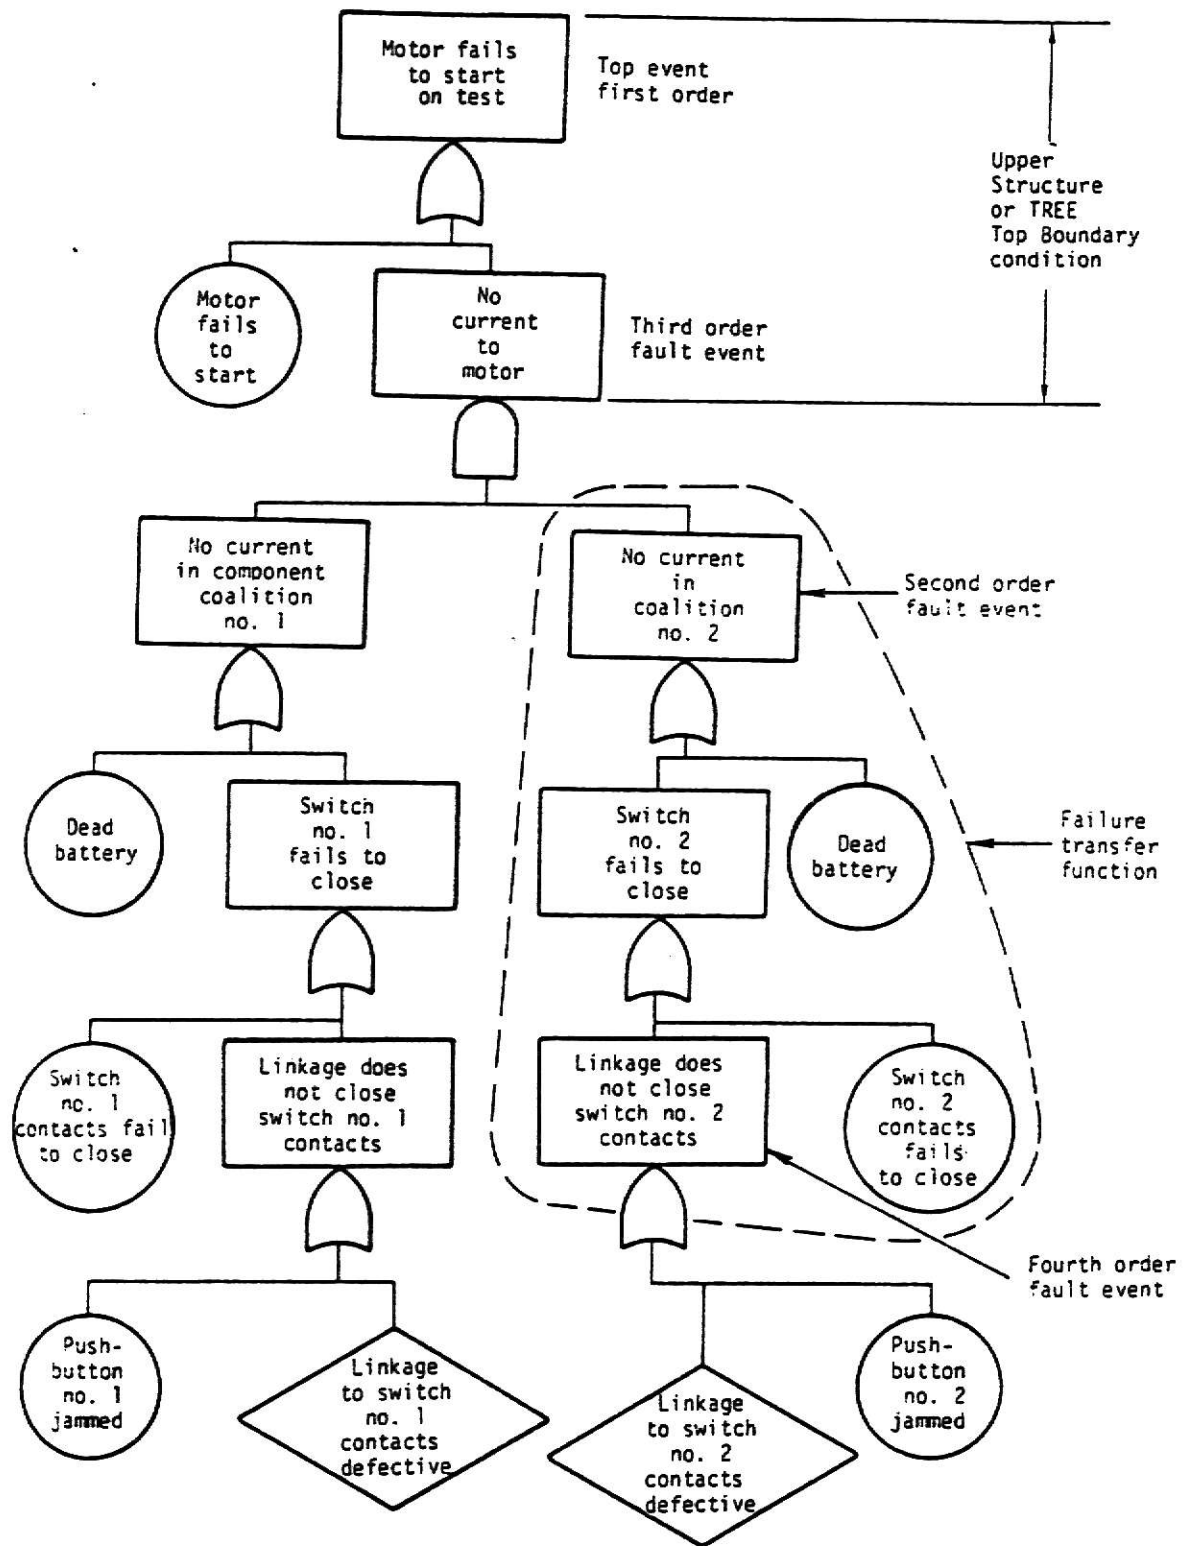 Motor fails
to start
on test
Top event
first order
Upper
Structure
or TREE
Top Boundary
condition
Motor
fails
to
start
No
current
to
motor
Third order
fault event
No current
in component
coalition
no. 1
No current
in
coalition
no. 2
Second order
fault event
Dead
battery
Switch
no. 1
fails to
close
Switch
no. 2
fails to
close
Dead
battery
Failure
transfer
function
Switch
no. 1
contacts fail
to close
Linkage does
not close
switch no. 1
contacts
Linkage does
not close
switch no. 2
contacts
Switch
no. 2
contacts
fails
to close
Fourth order
fault event
Push-
button
no. 1
jammed
Linkage
to switch
no. 1
contacts
defective
Linkage
to switch
no. 2
contacts
defective
Push-
button
no. 2
jammed